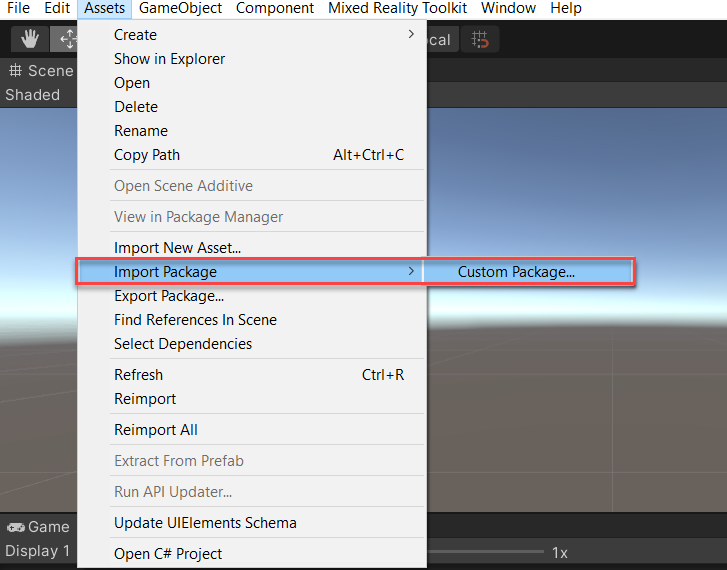 File Edit Assets GameObject Component Mixed Reality Toolkit Window Help
Scene
Shaded
Create
Show in Explorer
Open
Delete
Rename
Copy Path Alt+Ctrl+C
Open Scene Additive
View in Package Manager
Import New Asset...
Import Package Custom Package...
Export Package...
Find References In Scene
Select Dependencies
Refresh Ctrl+R
Reimport
Reimport All
Extract From Prefab
Run API Updater...
Update UIElements Schema
Open C# Project
Game
Display 1 1x